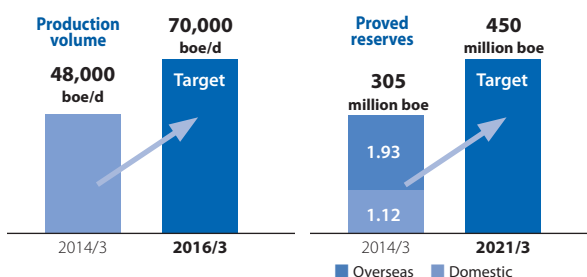 Production
volume
70,000
boe/d
48,000
boe/d
Target
2014/3
2016/3
Proved
reserves
450
million boe
305
million boe
Target
1.93
1.12
2014/3
2021/3
Overseas
Domestic